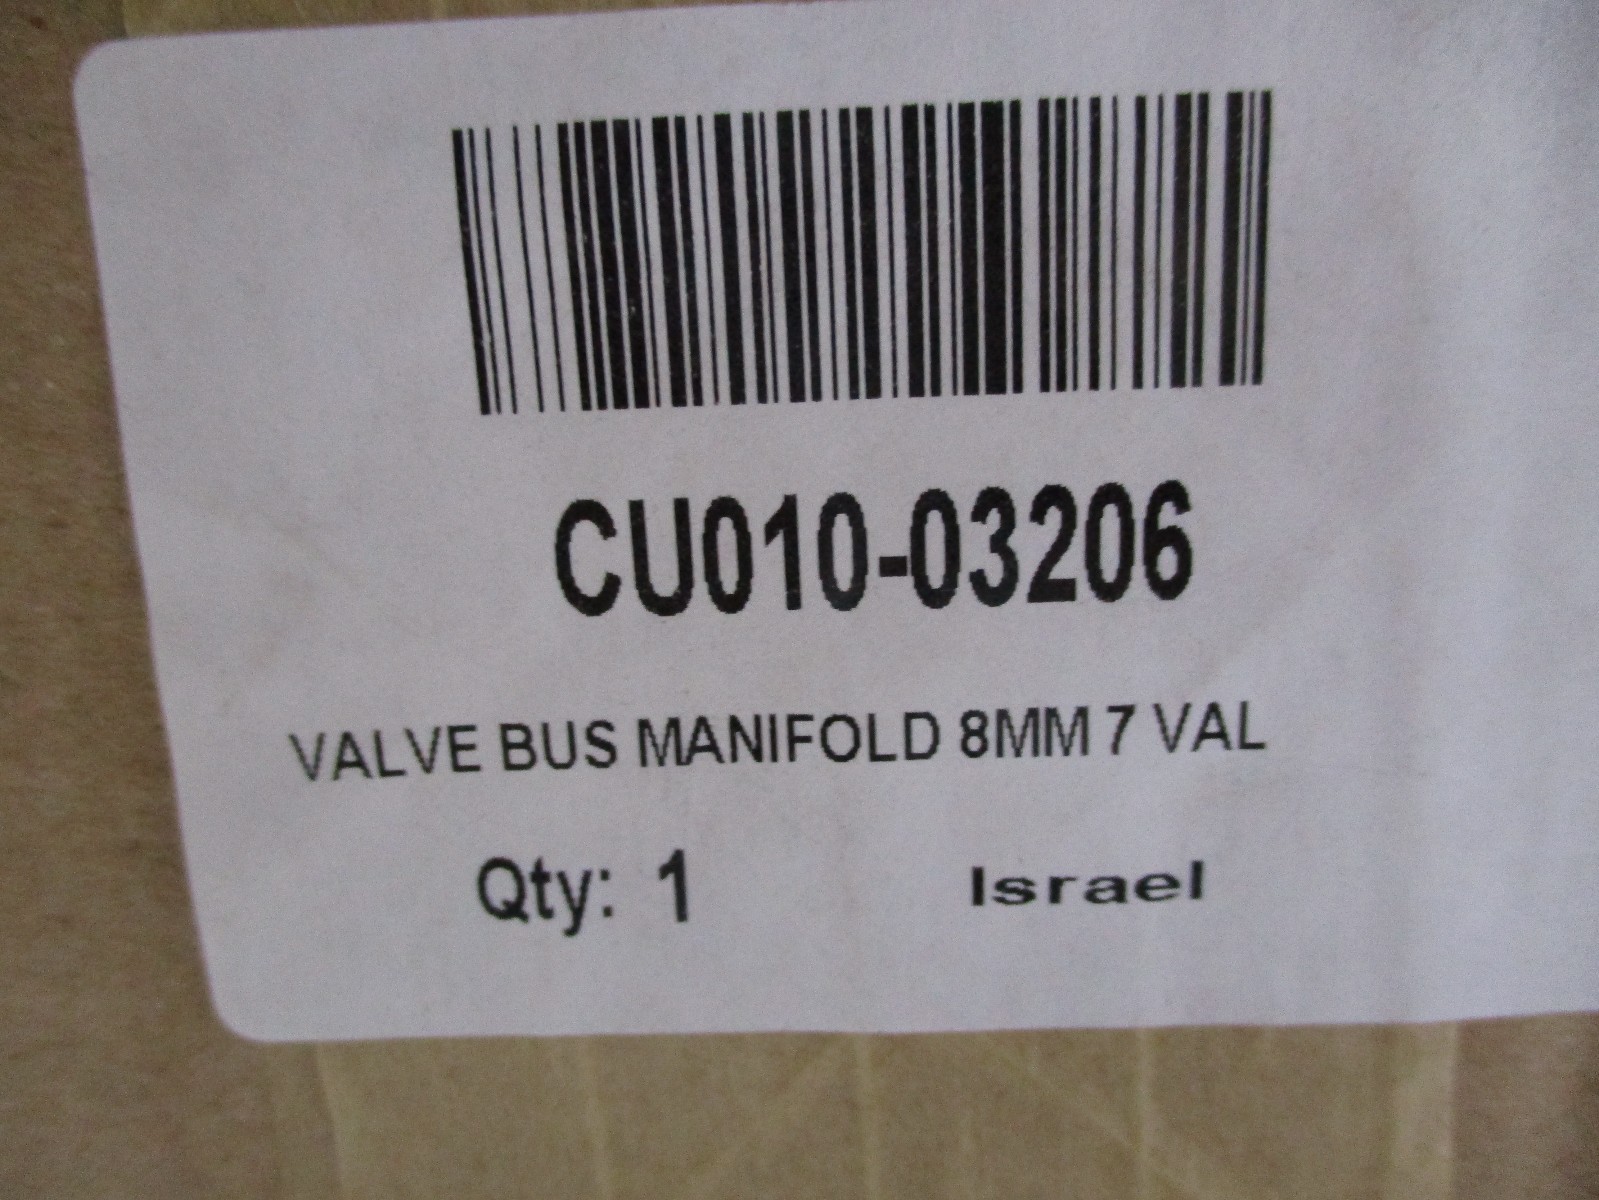 CU010-03206
VALVE BUS MANIFOLD 8MM 7 VAL
Qty: 1 Israel